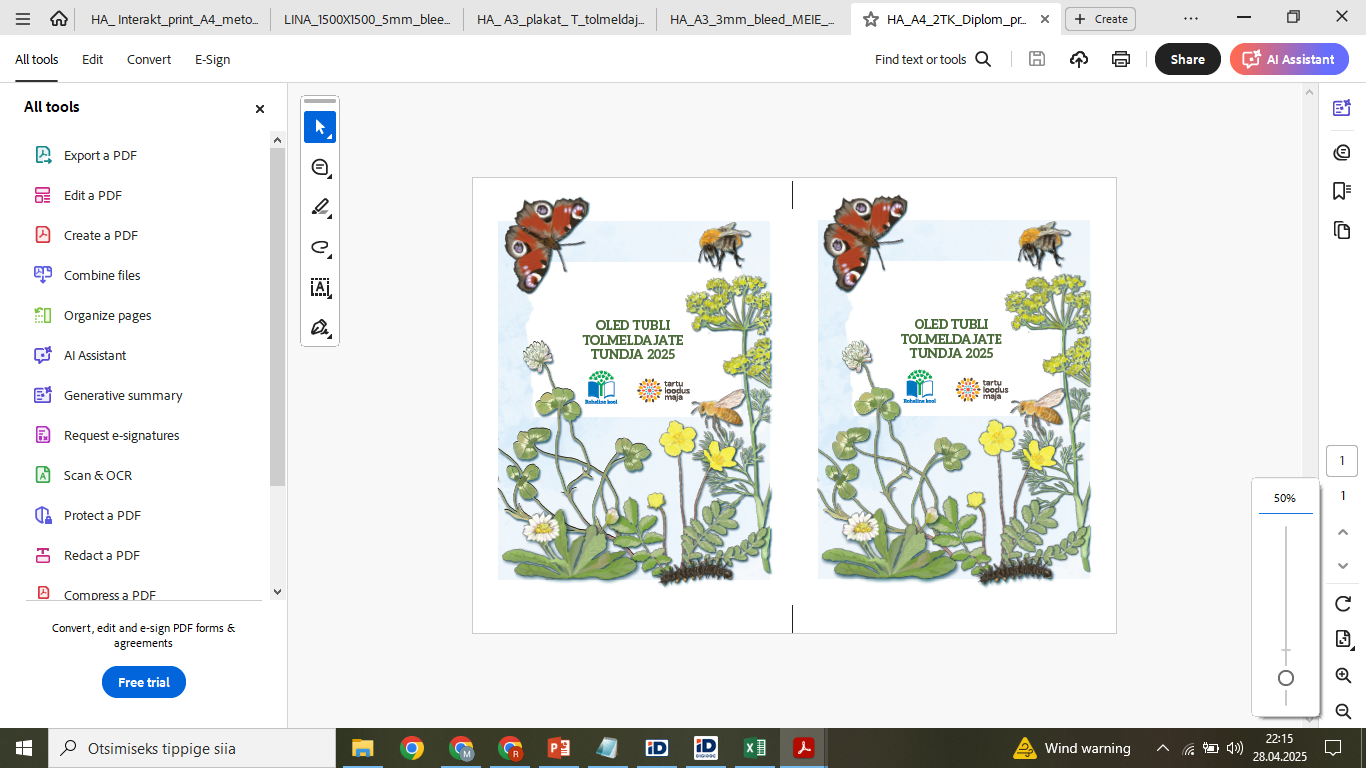 HA_ Interakt_print_A4_meto...
LINA_1500X1500_5mm_blee...
HA_ A3_plakat_ T_tolmeldaj...
HA_A3_3mm_bleed_MEIE_...
HA_A4_2TK_Diplom_pr...
Create
All tools
Edit
Convert
E-Sign
Find text or tools
Share
AI Assistant
All tools
Export a PDF
Edit a PDF
Create a PDF
Combine files
Organize pages
AI Assistant
Generative summary
Request e-signatures
Scan & OCR
Protect a PDF
Redact a PDF
Compress a PDF
Convert, edit and e-sign PDF forms &
agreements
Free trial
OLED TUBLI
TOLMELDAJATE
TUNDJA 2025
Roheline kool
tartu
loodus
maja
OLED TUBLI
TOLMELDAJATE
TUNDJA 2025
Roheline kool
tartu
loodus
maja
1
1
50%
Otsimiseks tippige siia
Wind warning
22:15
28.04.2025